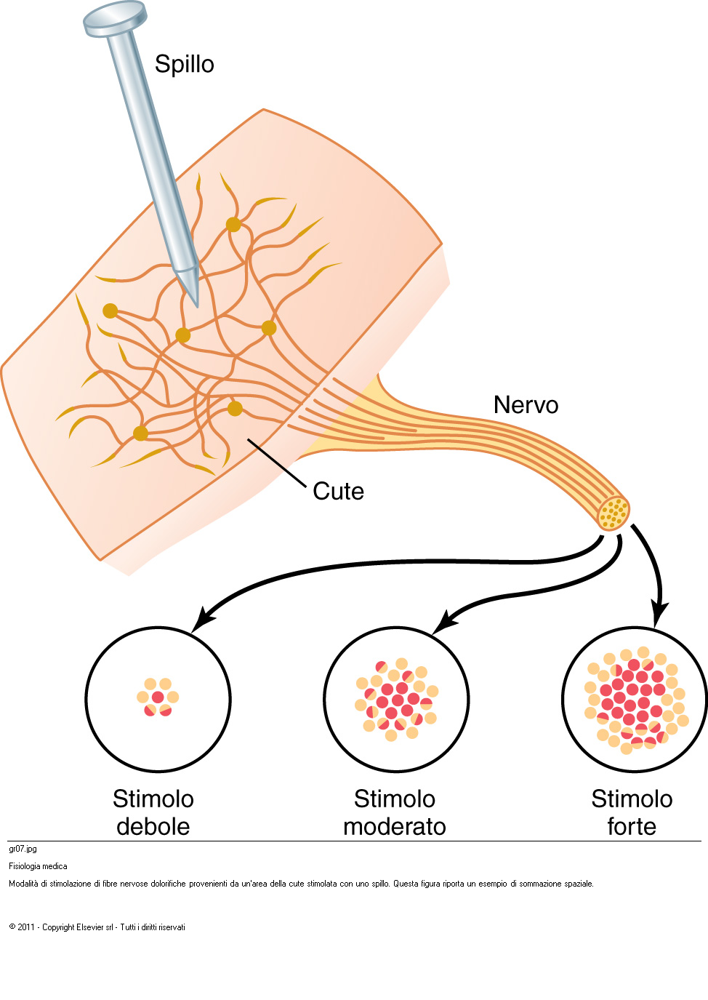 Spillo
Nervo
Cute
Stimolo
debole
Stimolo
moderato
Stimolo
forte
gr07.jpg
Fisiologia medica
Modalità di stimolazione di fibre nervose dolorifiche provenienti da un'area della cute stimolata con uno spillo. Questa figura riporta un esempio di sommazione spaziale.
© 2011 - Copyright Elsevier srl - Tutti i diritti riservati